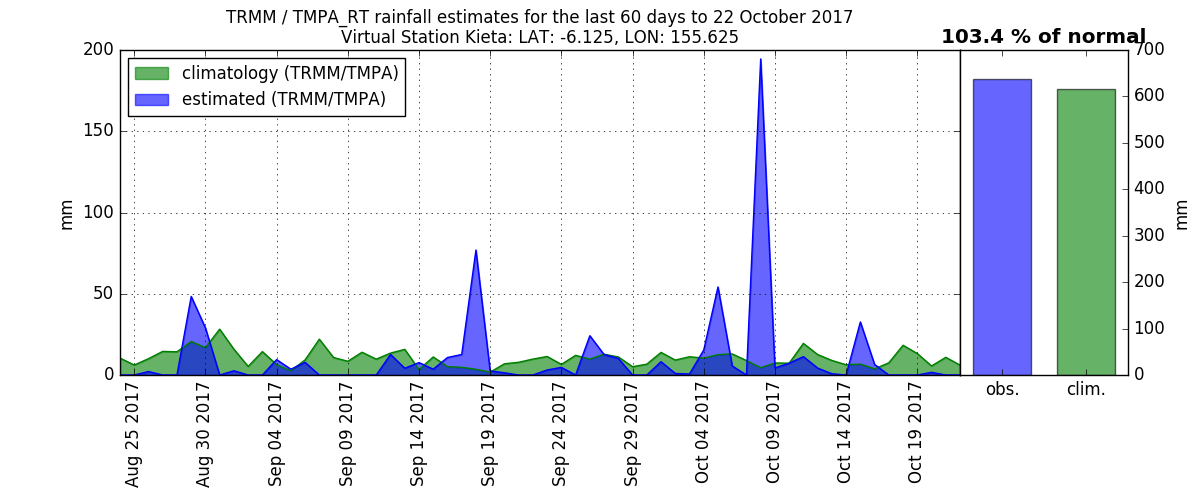 TRMM / TMPA_RT rainfall estimates for the last 60 days to 22 October 2017
Virtual Station Kieta: LAT: -6.125, LON: 155.625
103.4 % of normal
climatology (TRMM/TMPA)
estimated (TRMM/TMPA)
200
150
100
50
0
mm
Aug 25 2017
Aug 30 2017
Sep 04 2017
Sep 09 2017
Sep 14 2017
Sep 19 2017
Sep 24 2017
Sep 29 2017
Oct 04 2017
Oct 09 2017
Oct 14 2017
Oct 19 2017
700
600
500
400
300
200
100
0
mm
obs.
clim.